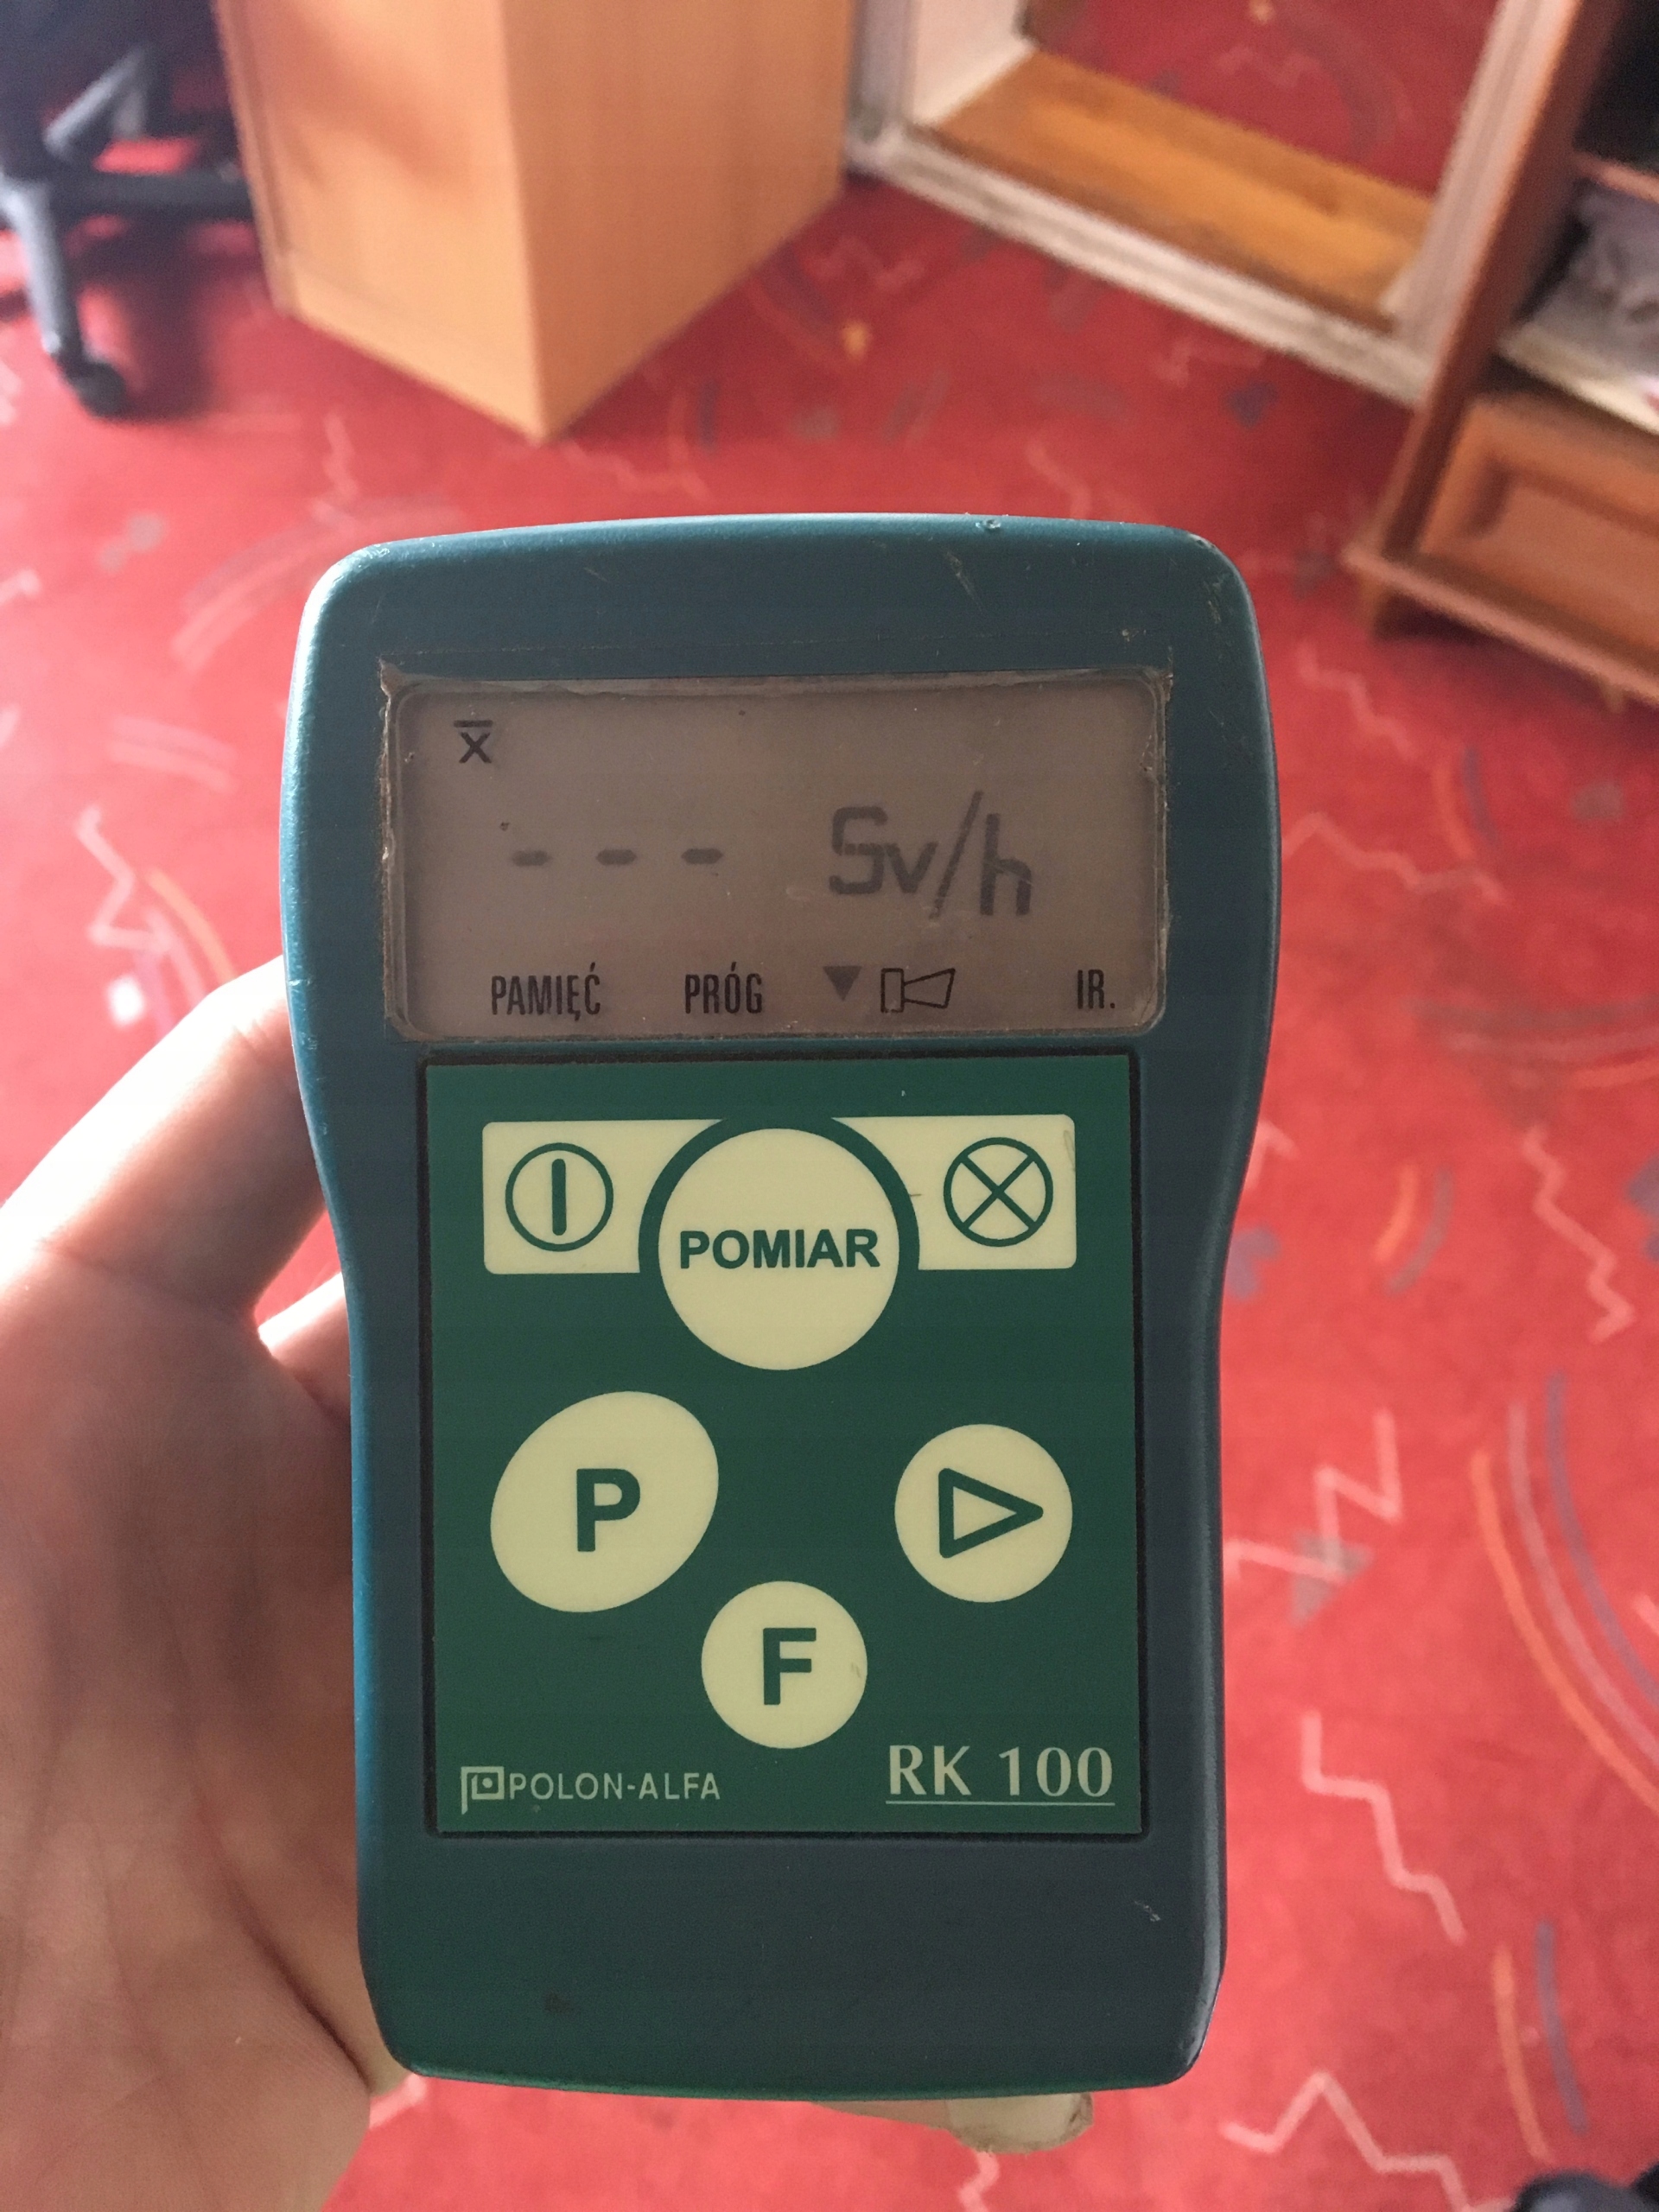 x̅
- - - Sv/h
PAMIĘĆ PRÓG IR.
POMIAR
P
F
POLON-ALFA RK 100